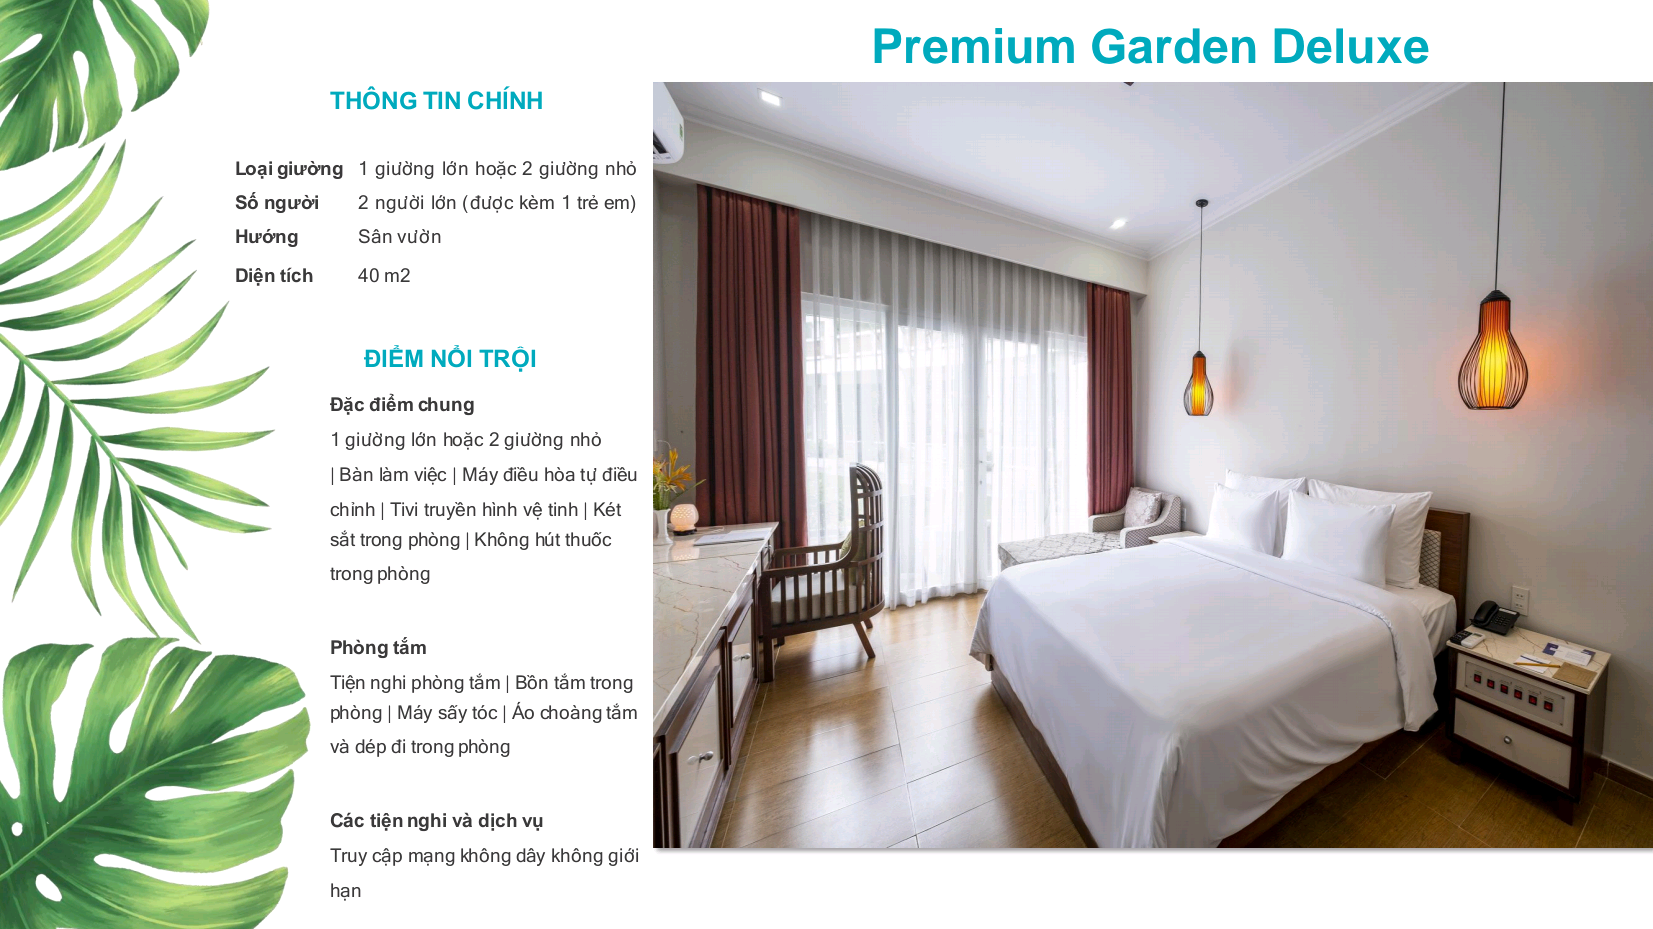 Premium Garden Deluxe
THÔNG TIN CHÍNH
Loại giường 1 giường lớn hoặc 2 giường nhỏ
Số người 2 người lớn (được kèm 1 trẻ em)
Hướng Sân vườn
Diện tích 40 m2
ĐIỂM NỔI TRỘI
Đặc điểm chung
1 giường lớn hoặc 2 giường nhỏ
| Bàn làm việc | Máy điều hòa tự điều
chỉnh | Tivi truyền hình vệ tinh | Két
sắt trong phòng | Không hút thuốc
trong phòng
Phòng tắm
Tiện nghi phòng tắm | Bồn tắm trong
phòng | Máy sấy tóc | Áo choàng tắm
và dép đi trong phòng
Các tiện nghi và dịch vụ
Truy cập mạng không dây không giới
hạn